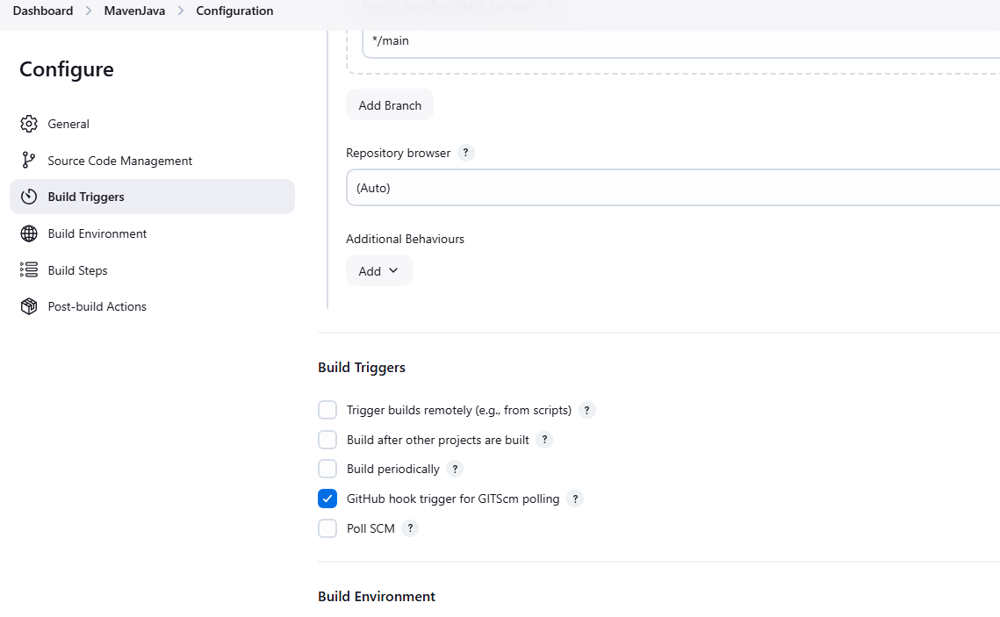 Dashboard > MavenJava > Configuration
Configure
General
Source Code Management
Build Triggers
Build Environment
Build Steps
Post-build Actions
*/main
Add Branch
Repository browser ?
(Auto)
Additional Behaviours
Add
Build Triggers
Trigger builds remotely (e.g., from scripts) ?
Build after other projects are built ?
Build periodically ?
GitHub hook trigger for GITScm polling ?
Poll SCM ?
Build Environment